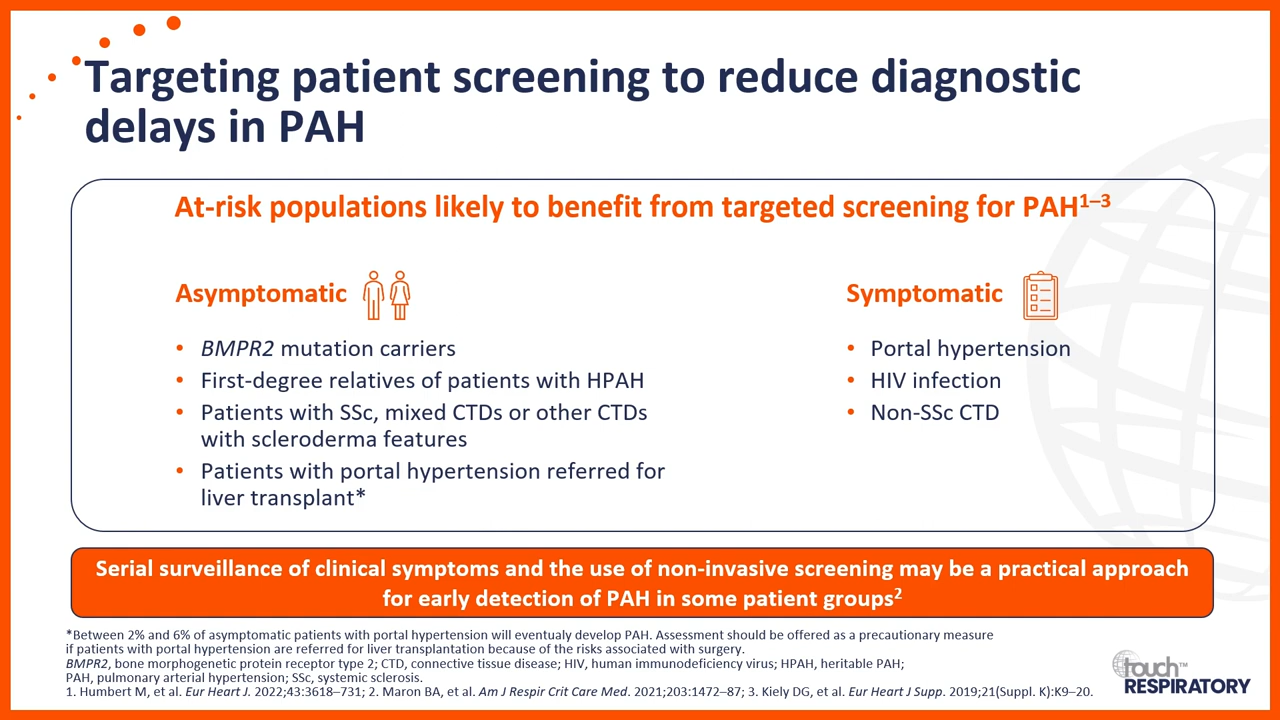 Targeting patient screening to reduce diagnostic
delays in PAH
At-risk populations likely to benefit from targeted screening for PAH1–3
Asymptomatic
• BMPR2 mutation carriers
• First-degree relatives of patients with HPAH
• Patients with SSc, mixed CTDs or other CTDs
with scleroderma features
• Patients with portal hypertension referred for
liver transplant*
Symptomatic
• Portal hypertension
• HIV infection
• Non-SSc CTD
Serial surveillance of clinical symptoms and the use of non-invasive screening may be a practical approach
for early detection of PAH in some patient groups2
*Between 2% and 6% of asymptomatic patients with portal hypertension will eventualy develop PAH. Assessment should be offered as a precautionary measure
if patients with portal hypertension are referred for liver transplantation because of the risks associated with surgery.
BMPR2, bone morphogenetic protein receptor type 2; CTD, connective tissue disease; HIV, human immunodeficiency virus; HPAH, heritable PAH;
PAH, pulmonary arterial hypertension; SSc, systemic sclerosis.
1. Humbert M, et al. Eur Heart J. 2022;43:3618–731; 2. Maron BA, et al. Am J Respir Crit Care Med. 2021;203:1472–87; 3. Kiely DG, et al. Eur Heart J Supp. 2019;21(Suppl. K):K9–20.
touch™
RESPIRATORY